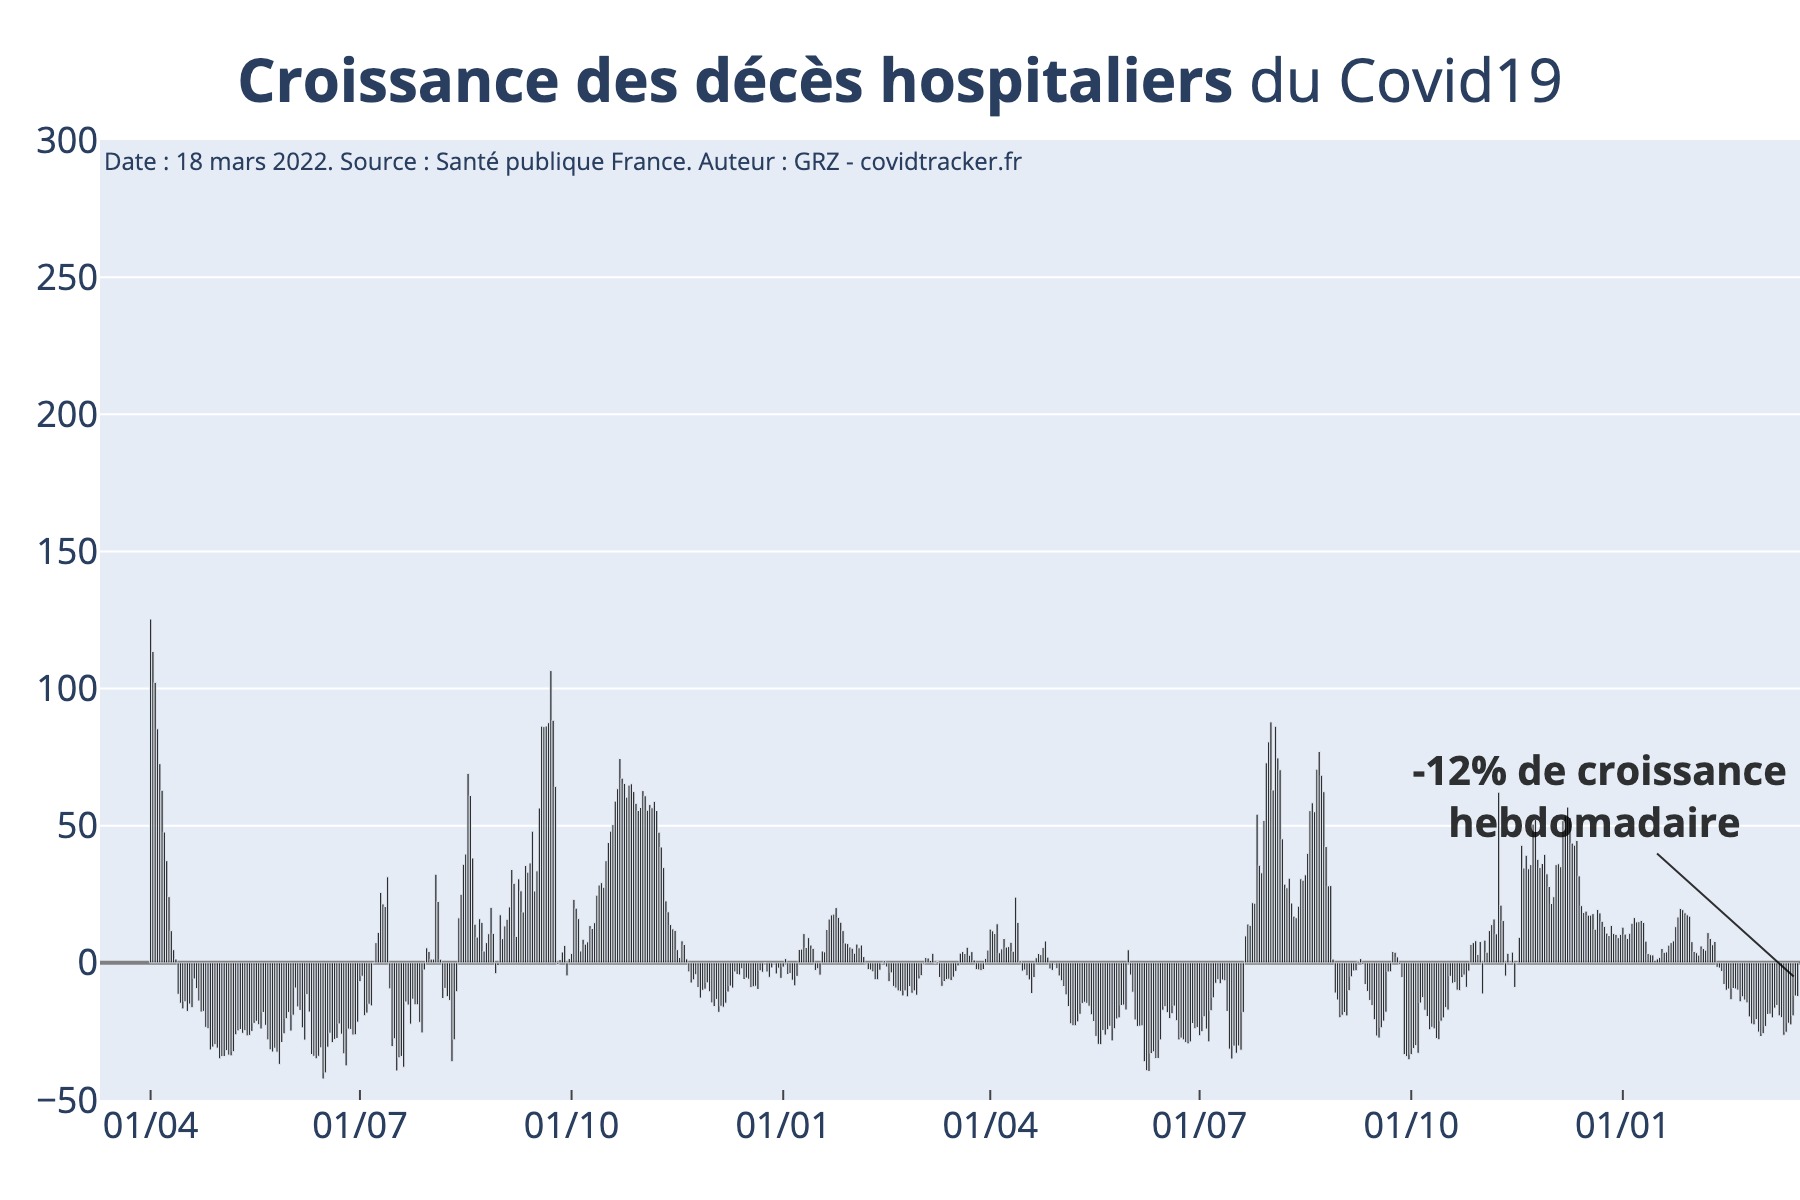 Croissance des décès hospitaliers du Covid19
300
Date : 18 mars 2022. Source : Santé publique France. Auteur : GRZ - covidtracker.fr
250
200
150
100
-12% de croissance
hebdomadaire
50
0
−50
01/04 01/07 01/10 01/01 01/04 01/07 01/10 01/01